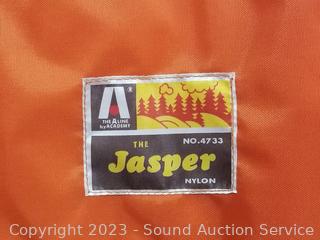 A®
THE A LINE
by ACADEMY
NO.4733
THE
Jasper
NYLON
Copyright 2023 - Sound Auction Service